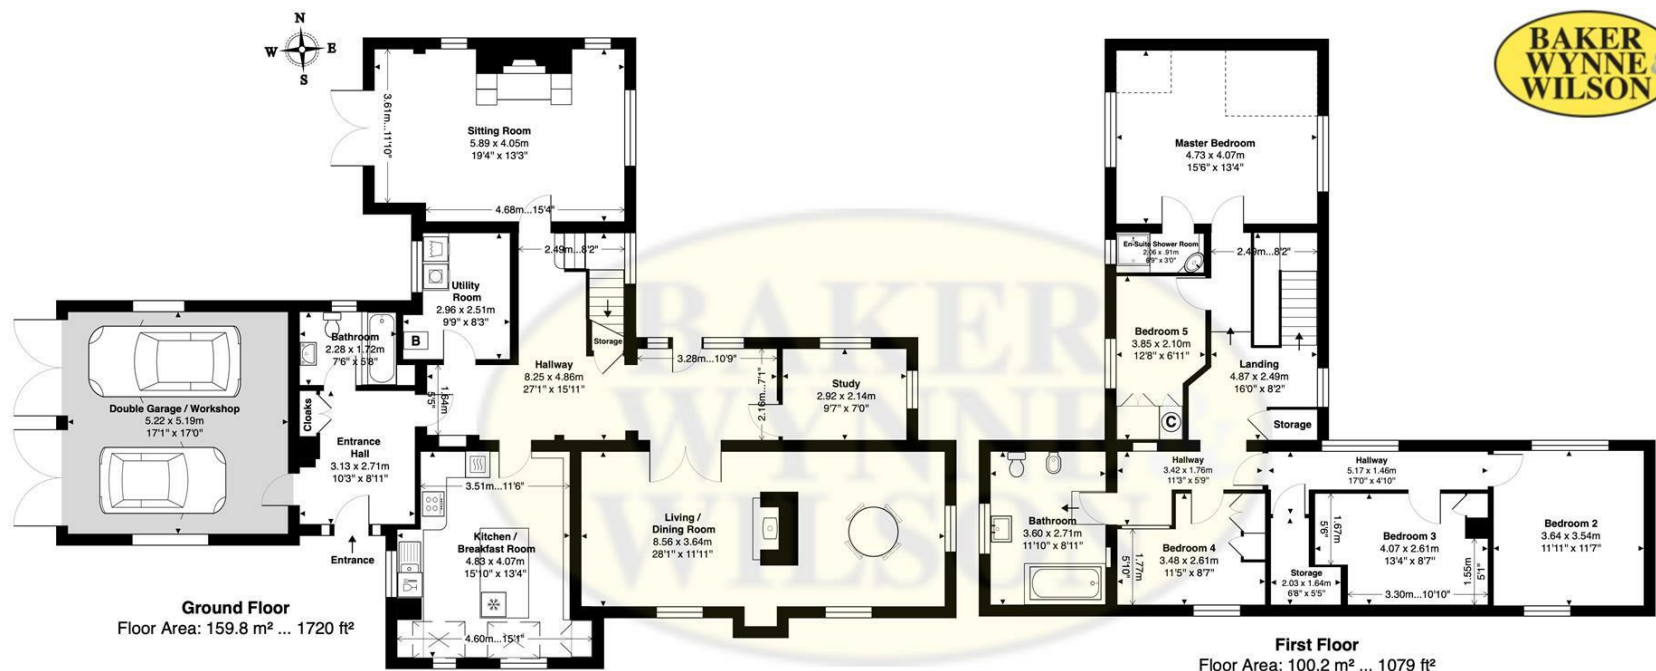 N
W E
S
BAKER
WYNNE &
WILSON
3.61m...11'10"
Sitting Room
5.89 x 4.05m
19'4" x 13'3"
4.68m...15'4"
2.49m...8'2"
Utility
Room
2.96 x 2.51m
9'9" x 8'3"
B
Storage
Bathroom
2.28 x 1.72m
7'6" x 5'8"
Hallway
8.25 x 4.86m
27'1" x 15'11"
3.28m...10'9"
2.16m...7'1"
Study
2.92 x 2.14m
9'7" x 7'0"
1.64m
5'5"
Double Garage / Workshop
5.22 x 5.19m
17'1" x 17'0"
Cloaks
Entrance
Hall
3.13 x 2.71m
10'3" x 8'11"
Entrance
3.51m...11'6"
Kitchen /
Breakfast Room
4.83 x 4.07m
15'10" x 13'4"
4.60m...15'1"
Living /
Dining Room
8.56 x 3.64m
28'1" x 11'11"
Ground Floor
Floor Area: 159.8 m² ... 1720 ft²
Master Bedroom
4.73 x 4.07m
15'6" x 13'4"
En-Suite Shower Room
2.06 x .91m
6'9" x 3'0"
2.49m...8'2"
Bedroom 5
3.85 x 2.10m
12'8" x 6'11"
C
Landing
4.87 x 2.49m
16'0" x 8'2"
Storage
Hallway
3.42 x 1.76m
11'3" x 5'9"
Hallway
5.17 x 1.46m
17'0" x 4'10"
Bathroom
3.60 x 2.71m
11'10" x 8'11"
1.77m
5'10"
Bedroom 4
3.48 x 2.61m
11'5" x 8'7"
Storage
2.03 x 1.64m
6'8" x 5'5"
1.67m
5'6"
Bedroom 3
4.07 x 2.61m
13'4" x 8'7"
3.30m...10'10"
1.55m
5'1"
Bedroom 2
3.64 x 3.54m
11'11" x 11'7"
First Floor
Floor Area: 100.2 m² ... 1079 ft²
BAKER
WYNNE &
WILSON